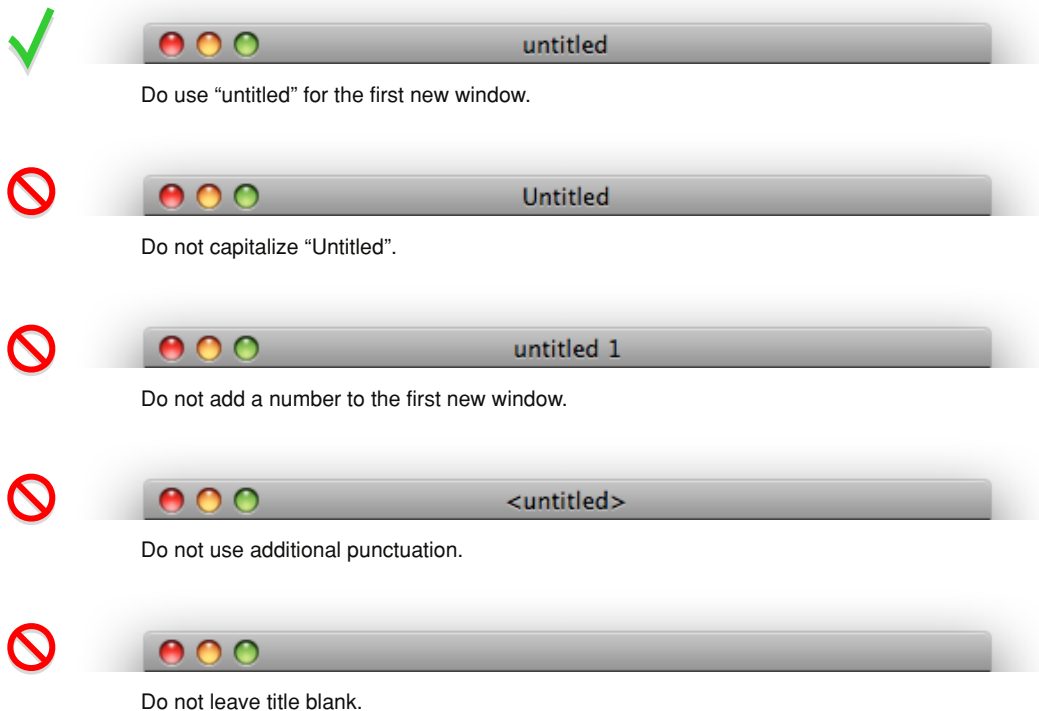 untitled
Do use “untitled” for the first new window.
Untitled
Do not capitalize “Untitled”.
untitled 1
Do not add a number to the first new window.
<untitled>
Do not use additional punctuation.
Do not leave title blank.